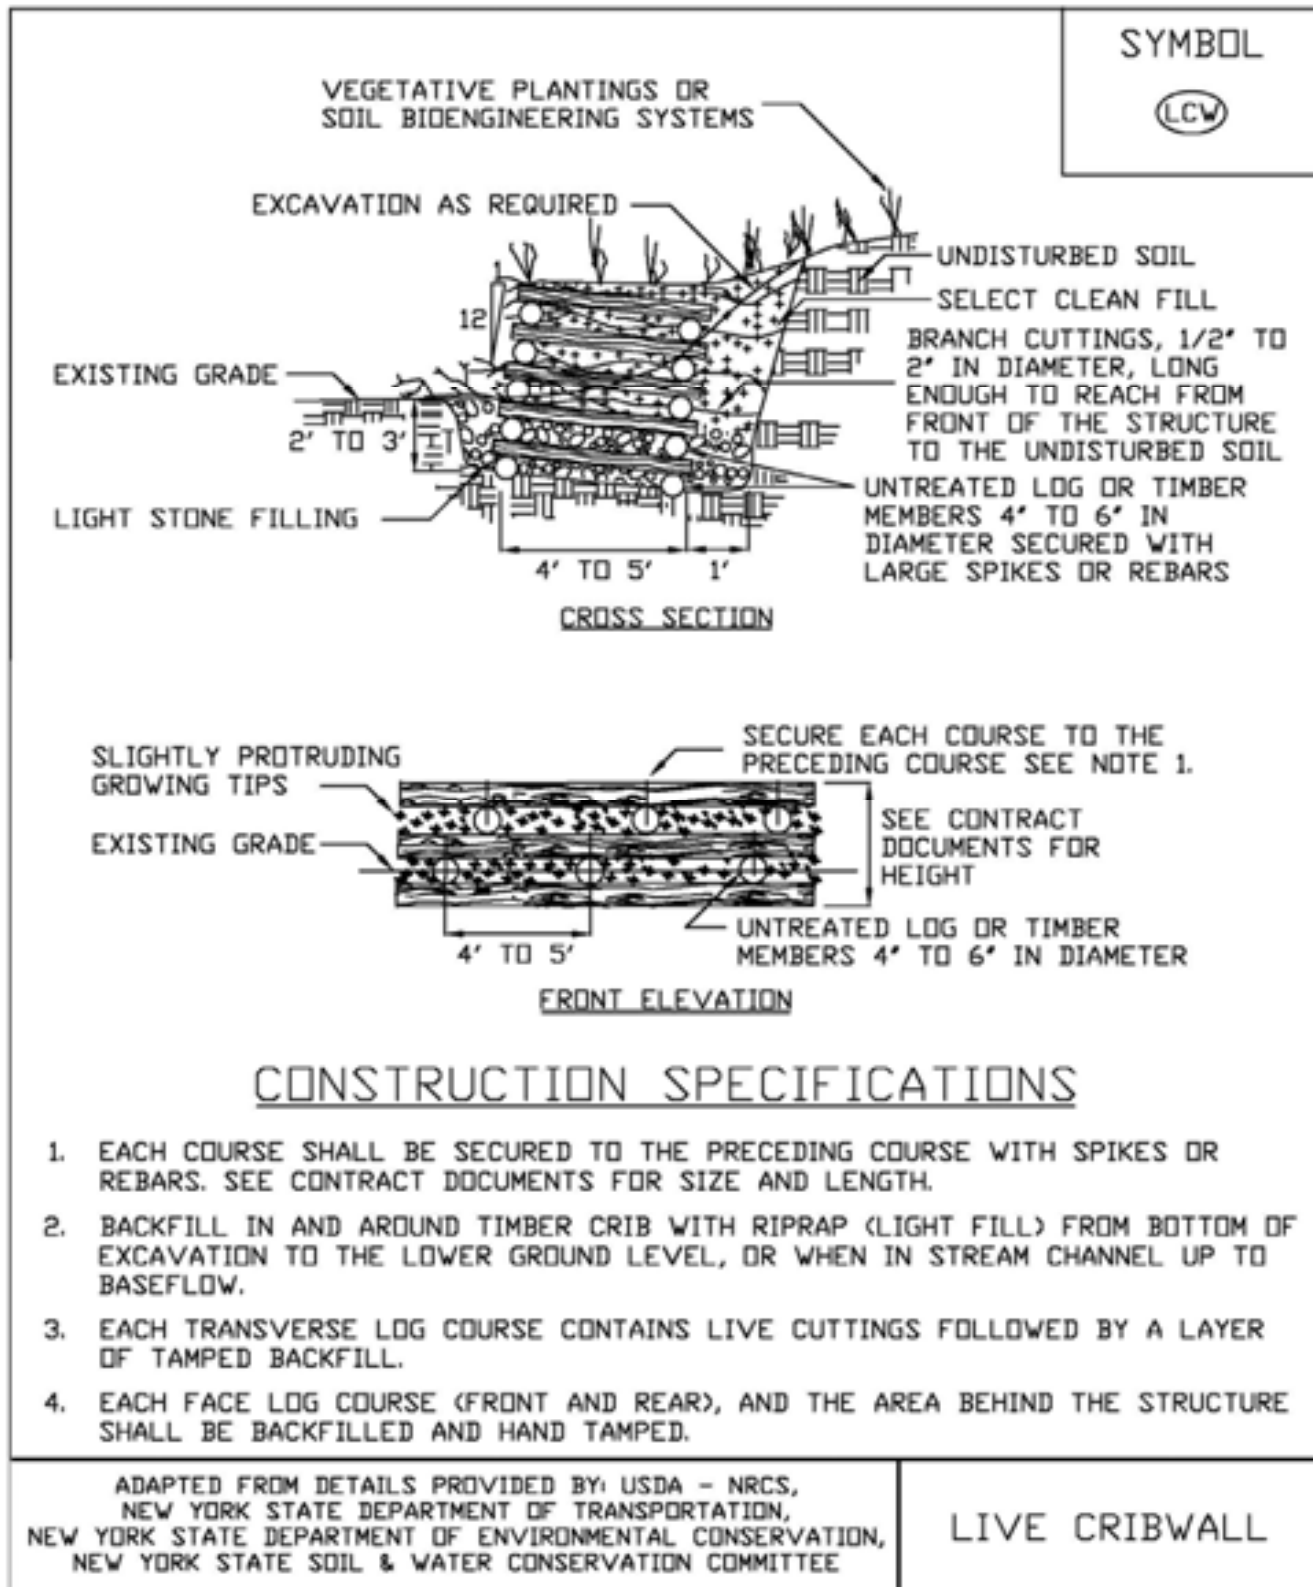 SYMBOL
LCW
VEGETATIVE PLANTINGS OR
SOIL BIOENGINEERING SYSTEMS
EXCAVATION AS REQUIRED
UNDISTURBED SOIL
SELECT CLEAN FILL
12
1
BRANCH CUTTINGS, 1/2" TO
2" IN DIAMETER, LONG
ENOUGH TO REACH FROM
FRONT OF THE STRUCTURE
TO THE UNDISTURBED SOIL
EXISTING GRADE
2' TO 3'
LIGHT STONE FILLING
UNTREATED LOG OR TIMBER
MEMBERS 4" TO 6" IN
DIAMETER SECURED WITH
LARGE SPIKES OR REBARS
4' TO 5'
1'
CROSS SECTION
SLIGHTLY PROTRUDING
GROWING TIPS
SECURE EACH COURSE TO THE
PRECEDING COURSE SEE NOTE 1.
EXISTING GRADE
SEE CONTRACT
DOCUMENTS FOR
HEIGHT
4' TO 5'
UNTREATED LOG OR TIMBER
MEMBERS 4" TO 6" IN DIAMETER
FRONT ELEVATION
CONSTRUCTION SPECIFICATIONS
1. EACH COURSE SHALL BE SECURED TO THE PRECEDING COURSE WITH SPIKES OR
REBARS. SEE CONTRACT DOCUMENTS FOR SIZE AND LENGTH.
2. BACKFILL IN AND AROUND TIMBER CRIB WITH RIPRAP (LIGHT FILL) FROM BOTTOM OF
EXCAVATION TO THE LOWER GROUND LEVEL, OR WHEN IN STREAM CHANNEL UP TO
BASEFLOW.
3. EACH TRANSVERSE LOG COURSE CONTAINS LIVE CUTTINGS FOLLOWED BY A LAYER
OF TAMPED BACKFILL.
4. EACH FACE LOG COURSE (FRONT AND REAR), AND THE AREA BEHIND THE STRUCTURE
SHALL BE BACKFILLED AND HAND TAMPED.
ADAPTED FROM DETAILS PROVIDED BY: USDA - NRCS,
NEW YORK STATE DEPARTMENT OF TRANSPORTATION,
NEW YORK STATE DEPARTMENT OF ENVIRONMENTAL CONSERVATION,
NEW YORK STATE SOIL & WATER CONSERVATION COMMITTEE
LIVE CRIBWALL